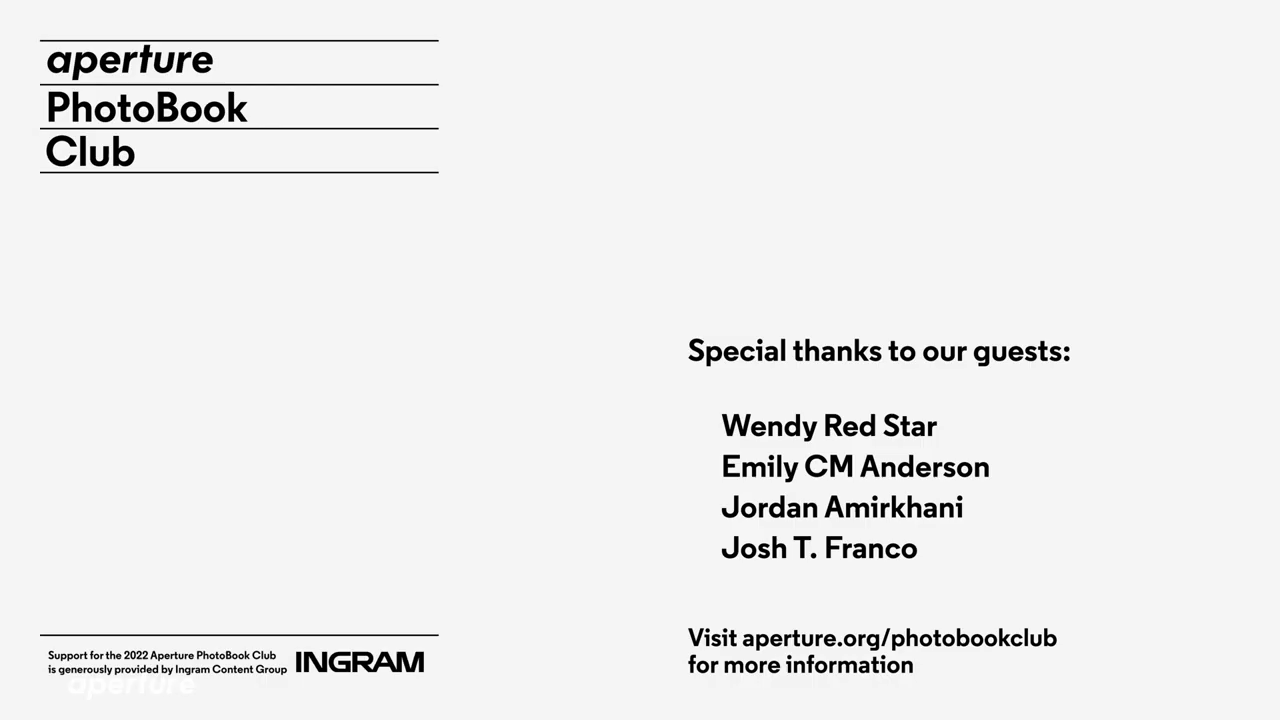 aperture
PhotoBook
Club
Special thanks to our guests:
Wendy Red Star
Emily CM Anderson
Jordan Amirkhani
Josh T. Franco
Visit aperture.org/photobookclub
for more information
Support for the 2022 Aperture PhotoBook Club
is generously provided by Ingram Content Group
INGRAM
aperture